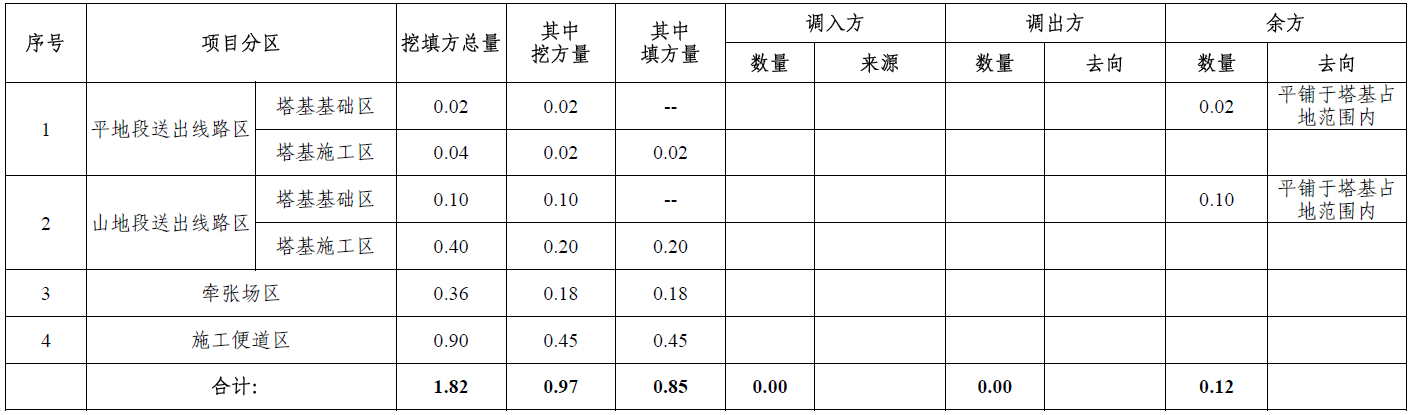 序号 项目分区 挖填方总量 其中挖方量 其中填方量 调入方 调出方 余方
数量 来源 数量 去向 数量 去向
1 平地段送出线路区 塔基基础区 0.02 0.02 -- 0.02 平铺于塔基占地范围内
塔基施工区 0.04 0.02 0.02
2 山地段送出线路区 塔基基础区 0.10 0.10 -- 0.10 平铺于塔基占地范围内
塔基施工区 0.40 0.20 0.20
3 牵张场区 0.36 0.18 0.18
4 施工便道区 0.90 0.45 0.45
合计: 1.82 0.97 0.85 0.00 0.00 0.12